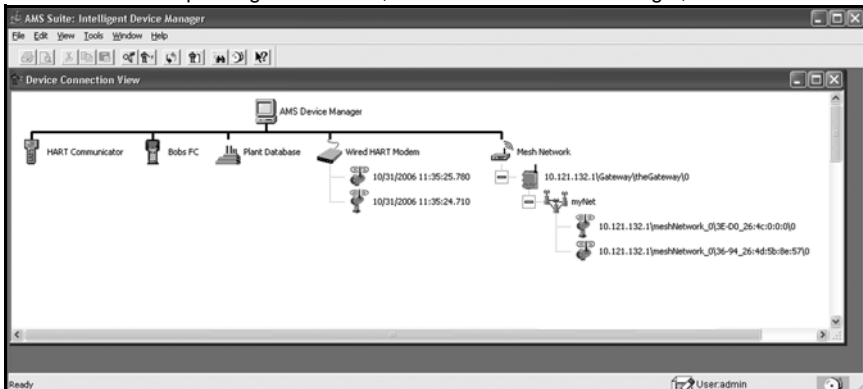 AMS Suite: Intelligent Device Manager
File Edit View Tools Window Help
Device Connection View
AMS Device Manager
HART Communicator Bobs FC Plant Database Wired HART Modem Mesh Network
10/31/2006 11:35:25.780 10.121.132.1\Gateway\theGateway\0
10/31/2006 11:35:24.710 myNet
10.121.132.1\meshNetwork_0\3E-D0_26:4c:0:0:0\0
10.121.132.1\meshNetwork_0\36-94_26:4d:5b:8e:57\0
Ready User:admin